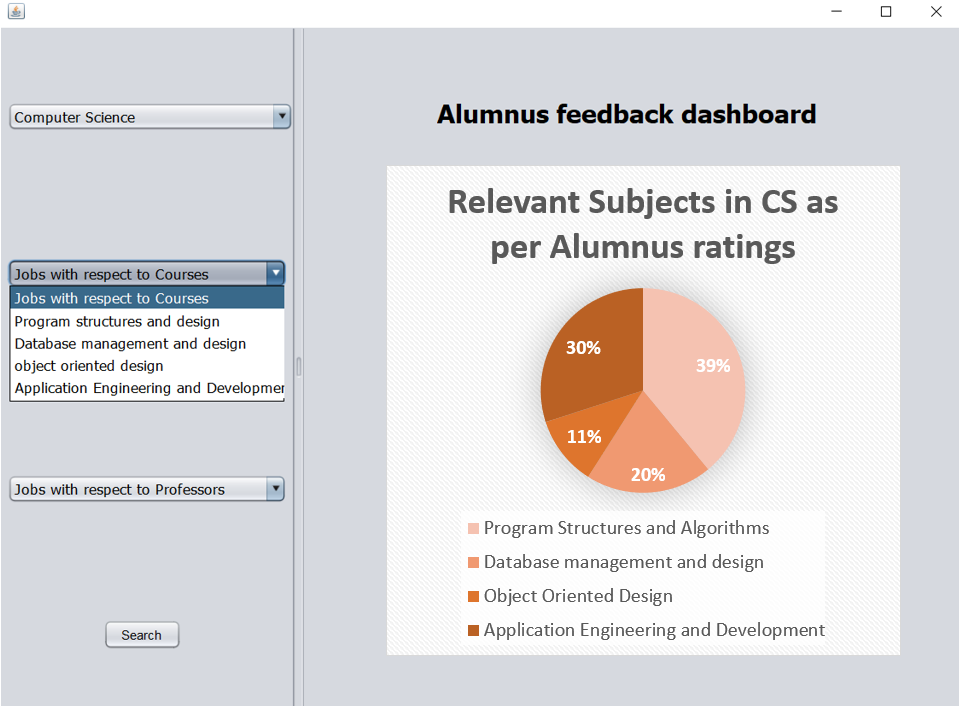 Computer Science
Jobs with respect to Courses
Jobs with respect to Courses
Program structures and design
Database management and design
object oriented design
Application Engineering and Developmer
Jobs with respect to Professors
Search
Alumnus feedback dashboard
Relevant Subjects in CS as
per Alumnus ratings
30%
39%
11%
20%
Program Structures and Algorithms
Database management and design
Object Oriented Design
Application Engineering and Development